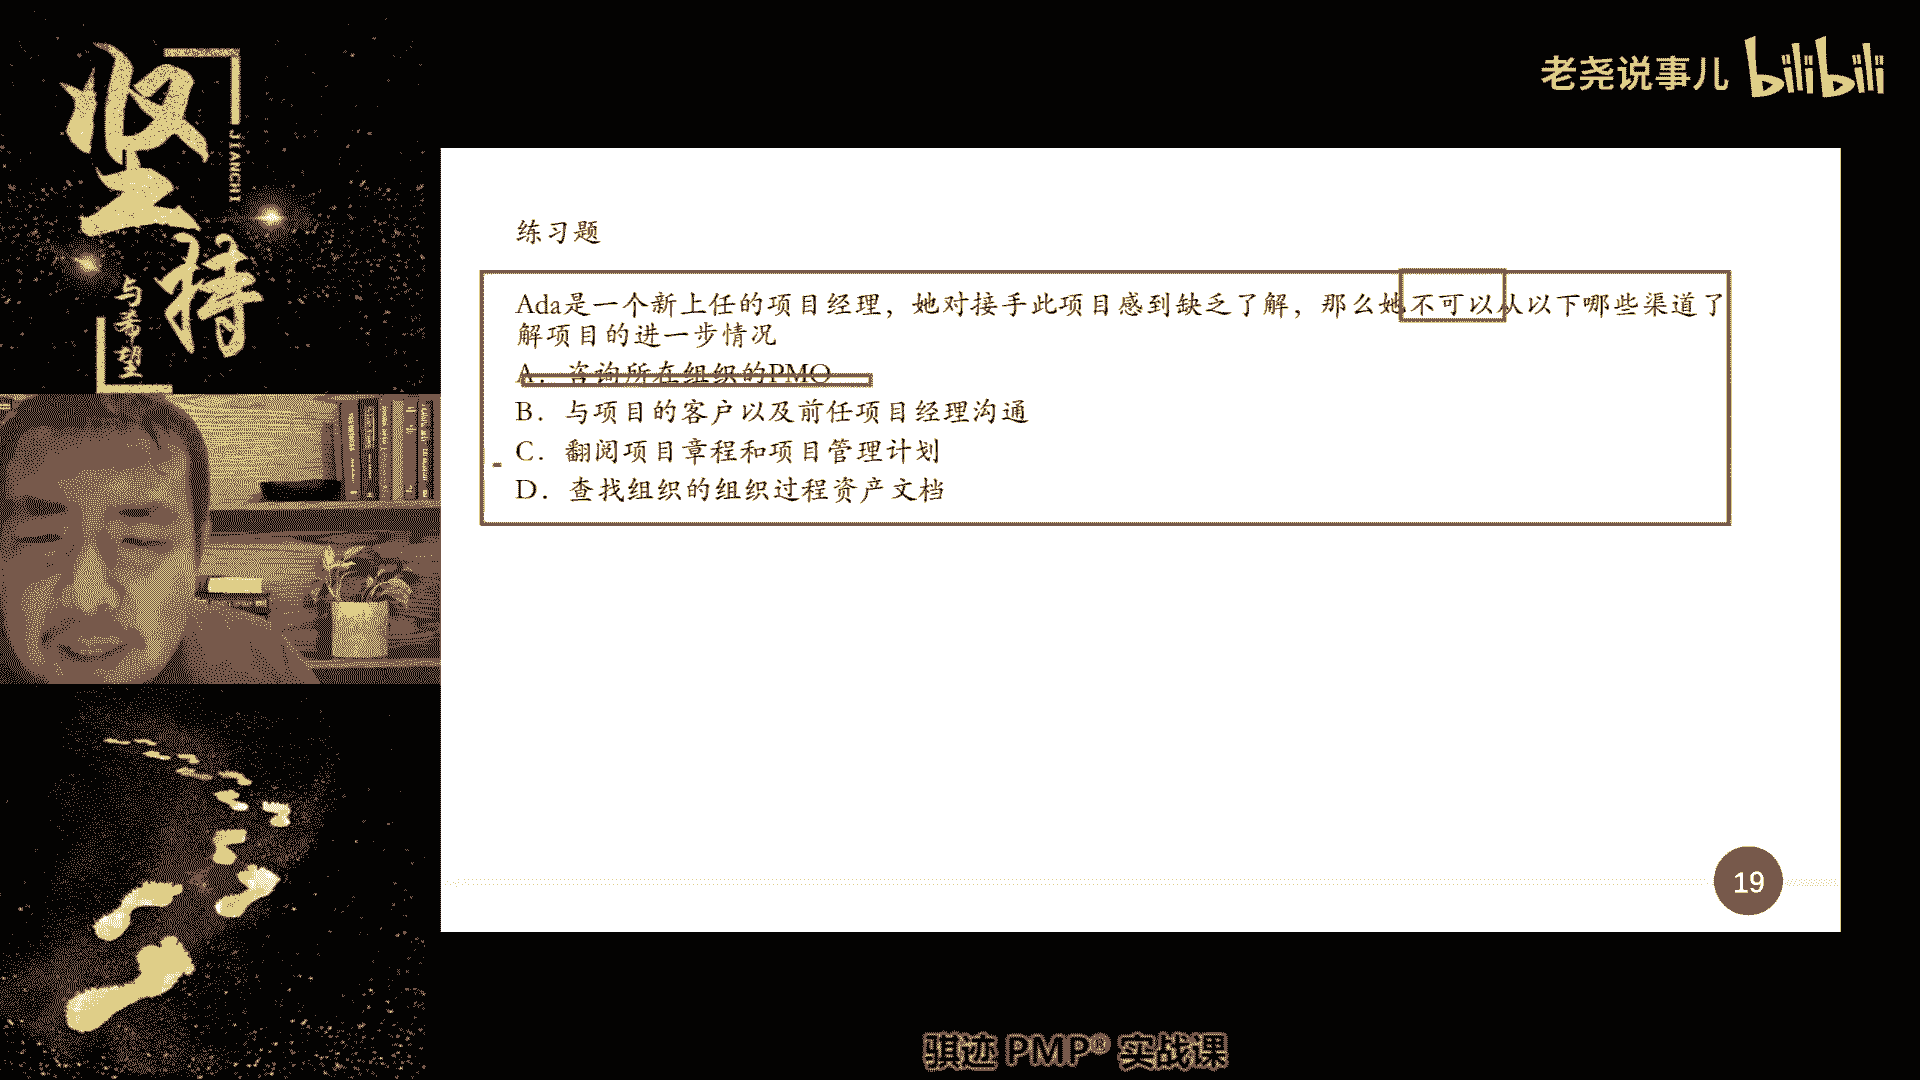 坚持
JIANCHI
与希望
老尧说事儿 bilibili
练习题
Ada是一个新上任的项目经理，她对接手此项目感到缺乏了解，那么她不可以从以下哪些渠道了
解项目的进一步情况
A. 咨询所在组织的PMO
B. 与项目的客户以及前任项目经理沟通
C. 翻阅项目章程和项目管理计划
D. 查找组织的组织过程资产文档
19
骐迹 PMP® 实战课